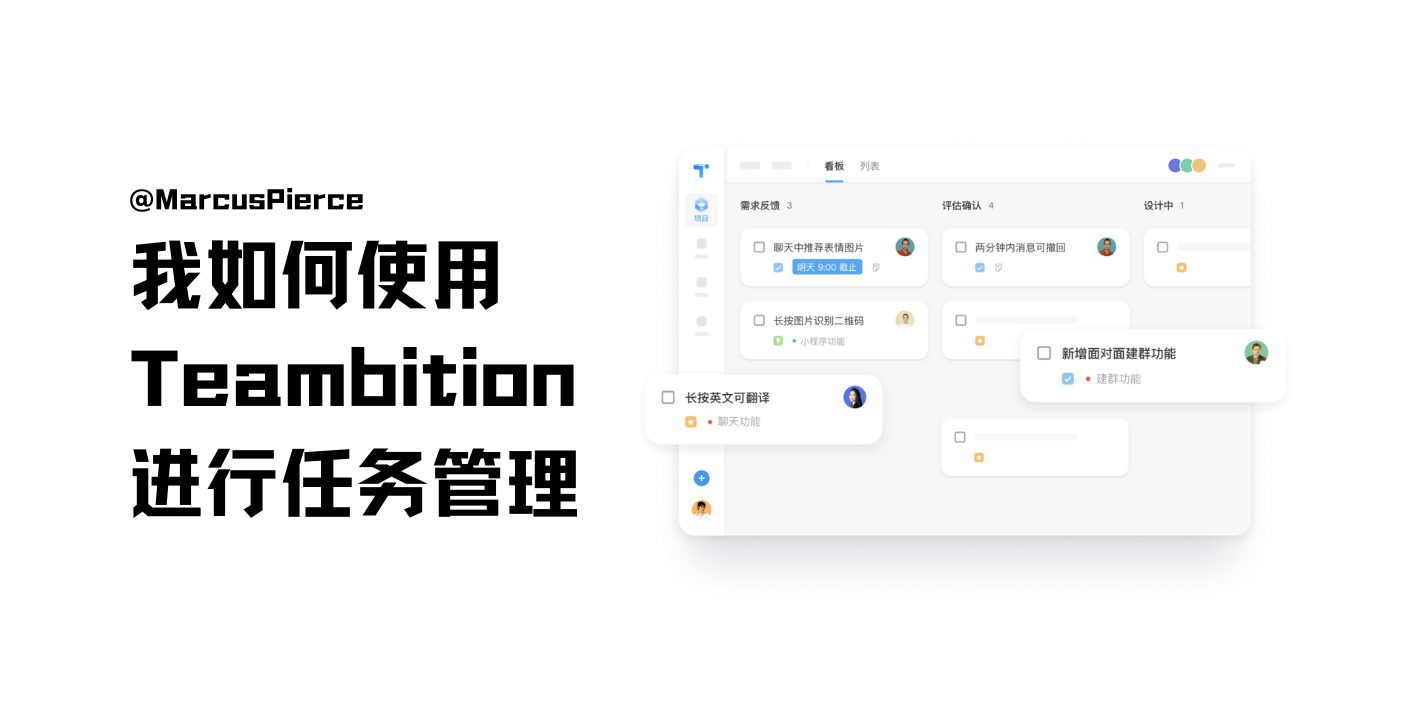 @MarcusPierce
我如何使用
Teambition
进行任务管理
看板 列表
项目
需求反馈 3
聊天中推荐表情图片
明天 9:00 截止
长按图片识别二维码
小程序功能
长按英文可翻译
聊天功能
评估确认 4
两分钟内消息可撤回
新增面对面建群功能
建群功能
设计中 1